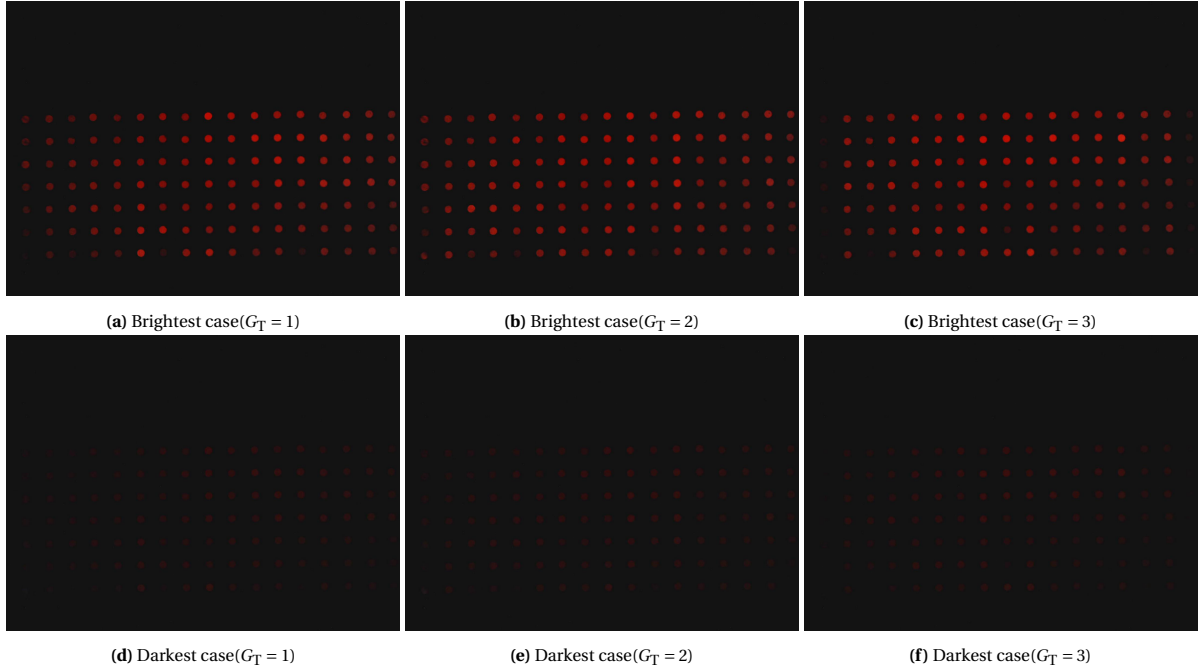 (a) Brightest case(G_T = 1)
(b) Brightest case(G_T = 2)
(c) Brightest case(G_T = 3)
(d) Darkest case(G_T = 1)
(e) Darkest case(G_T = 2)
(f) Darkest case(G_T = 3)